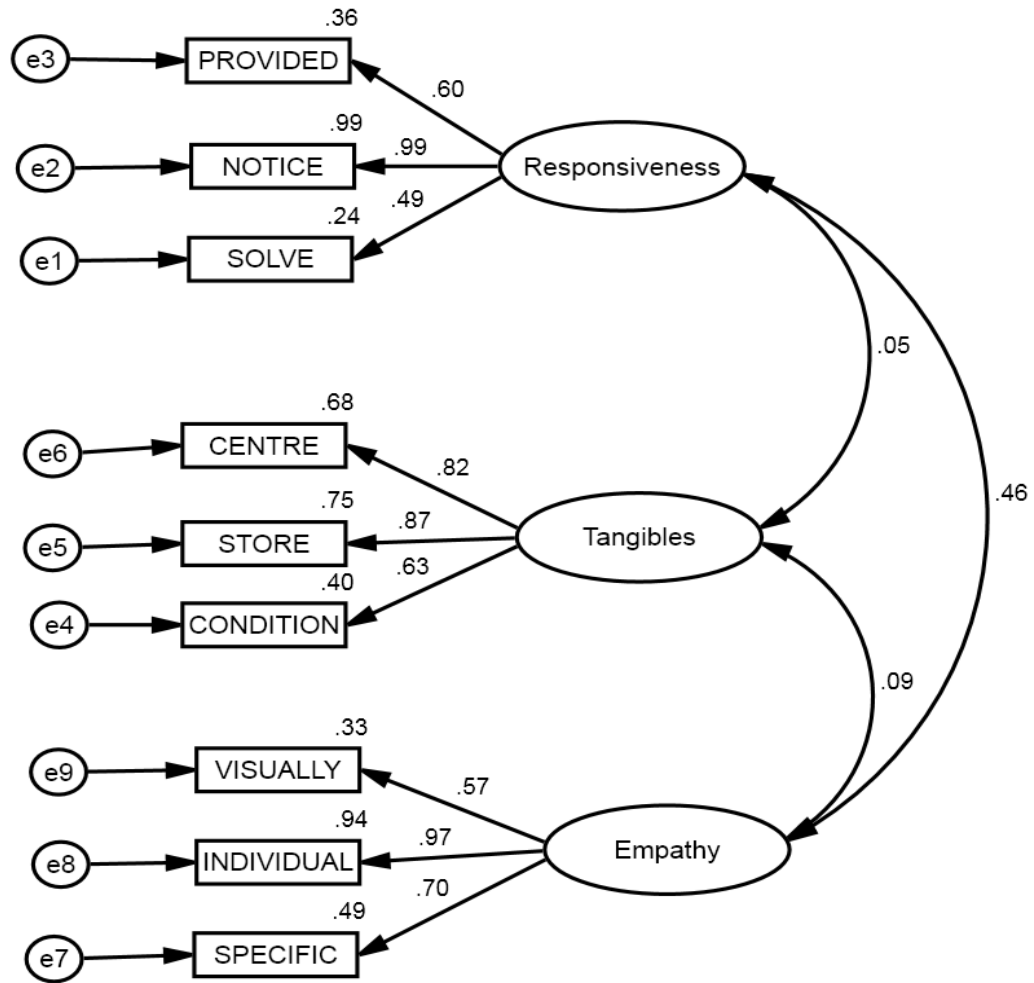 .36
e3 PROVIDED
.60
.99
e2 NOTICE .99 Responsiveness
.49
.24
e1 SOLVE
.05
.68
e6 CENTRE
.82
.46
.75
e5 STORE .87 Tangibles
.63
.40
e4 CONDITION
.09
.33
e9 VISUALLY
.57
.94
e8 INDIVIDUAL .97 Empathy
.70
.49
e7 SPECIFIC